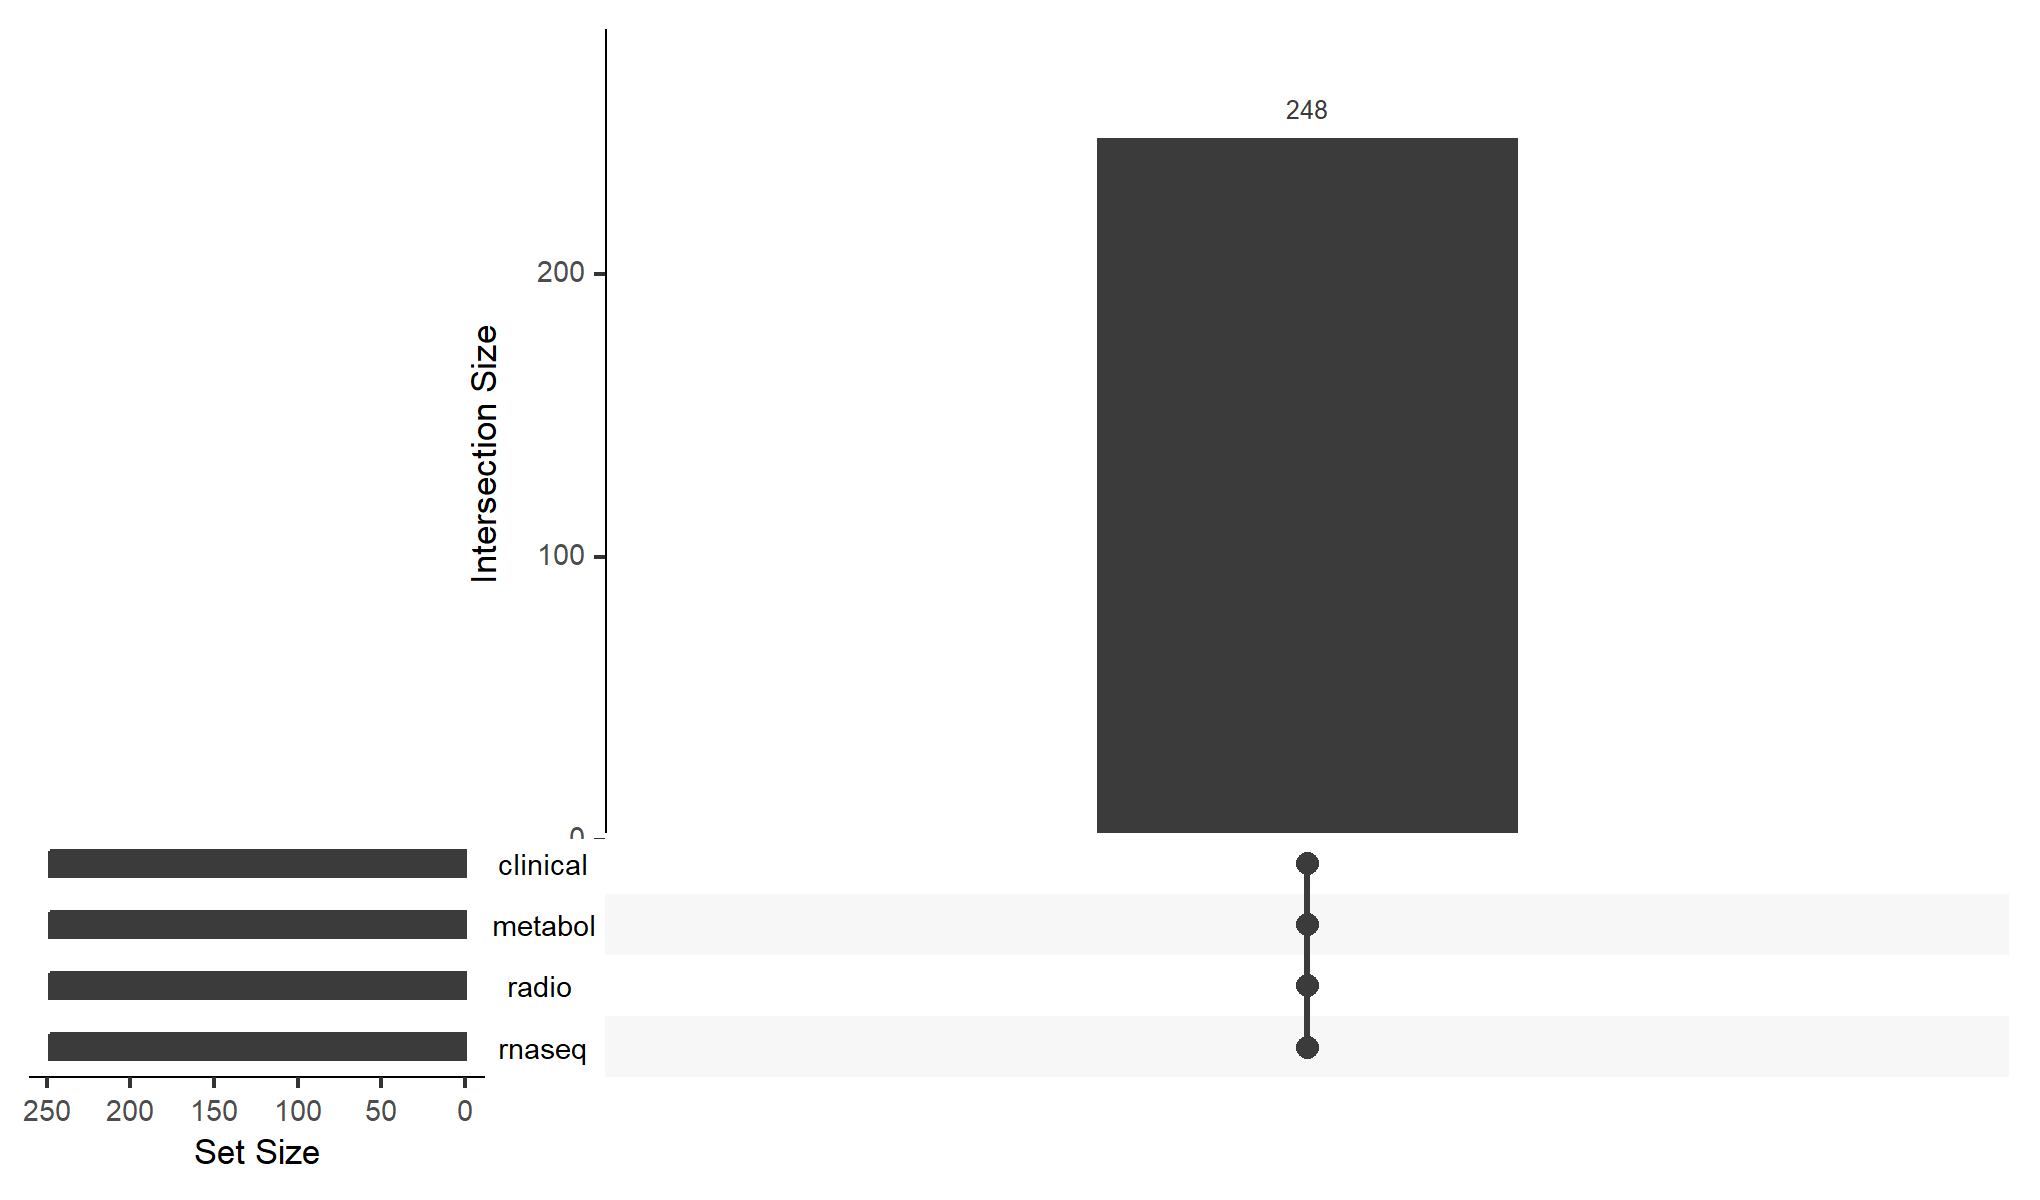 248
200
Intersection Size
100
0
clinical
metabol
radio
rnaseq
250 200 150 100 50 0
Set Size